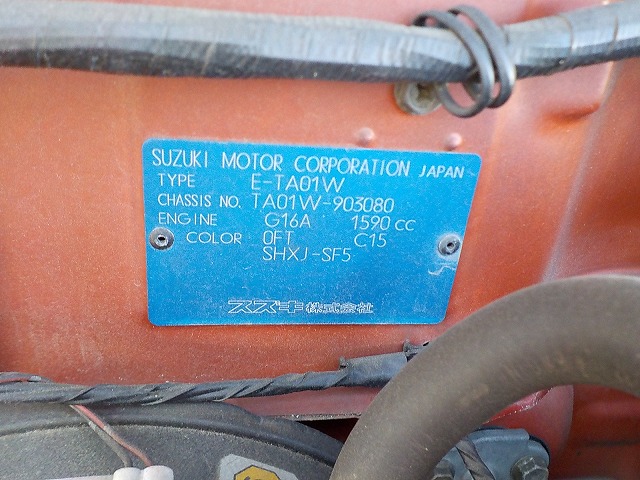 SUZUKI MOTOR CORPORATION JAPAN
TYPE E-TA01W
CHASSIS NO. TA01W-903080
ENGINE G16A 1590 CC
COLOR 0FT C15
SHXJ-SF5
スズキ株式会社